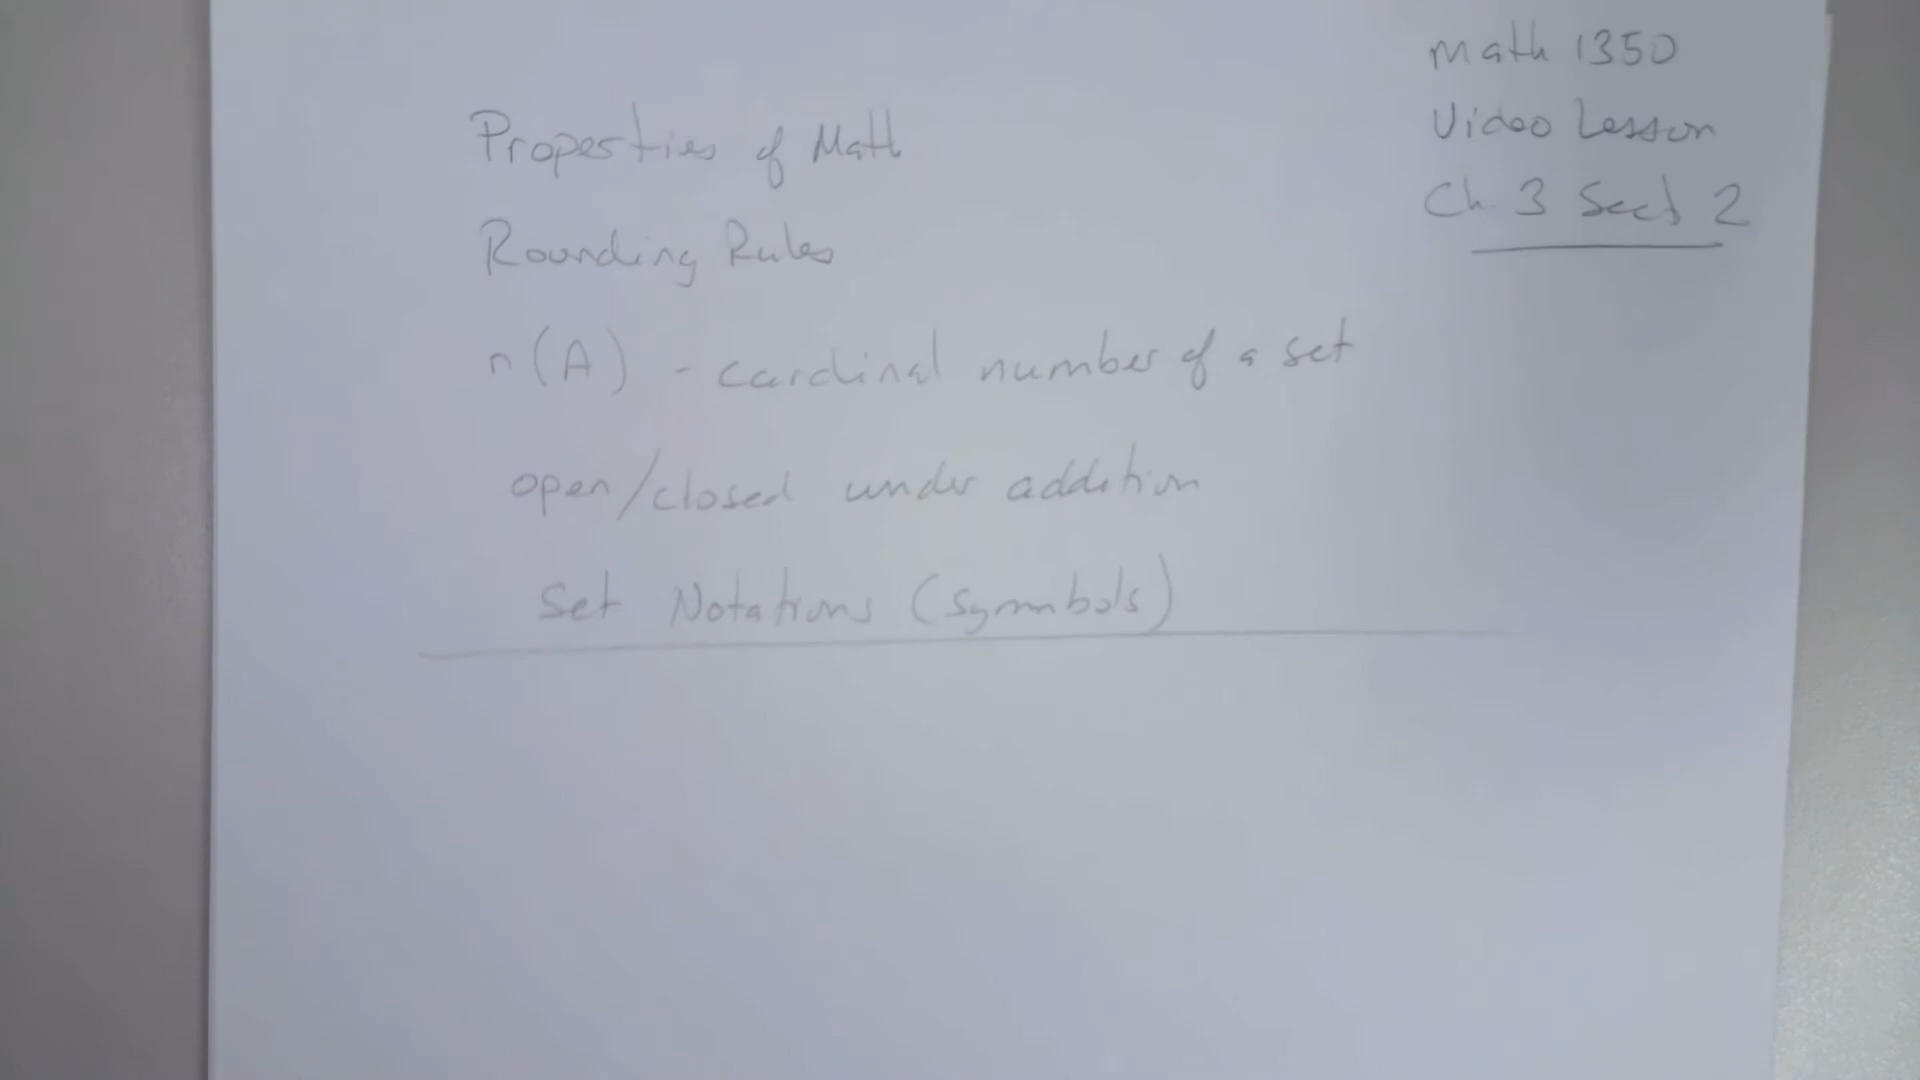 Math 1350
Video Lesson
Ch. 3 Sect 2
Properties of Math
Rounding Rules
n(A) - cardinal number of a set
open/closed under addition
Set Notations (symbols)